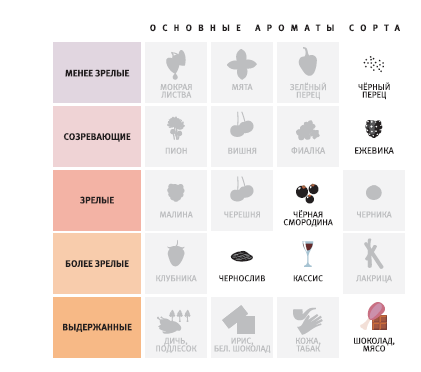 ОСНОВНЫЕ АРОМАТЫ СОРТА
МЕНЕЕ ЗРЕЛЫЕ
МОКРАЯ
ЛИСТВА
МЯТА
ЗЕЛЁНЫЙ
ПЕРЕЦ
ЧЁРНЫЙ
ПЕРЕЦ
СОЗРЕВАЮЩИЕ
ПИОН
ВИШНЯ
ФИАЛКА
ЕЖЕВИКА
ЗРЕЛЫЕ
МАЛИНА
ЧЕРЕШНЯ
ЧЁРНАЯ
СМОРОДИНА
ЧЕРНИКА
БОЛЕЕ ЗРЕЛЫЕ
КЛУБНИКА
ЧЕРНОСЛИВ
КАССИС
ЛАКРИЦА
ВЫДЕРЖАННЫЕ
ДИЧЬ,
ПОДЛЕСОК
ИРИС,
БЕЛ. ШОКОЛАД
КОЖА,
ТАБАК
ШОКОЛАД,
МЯСО